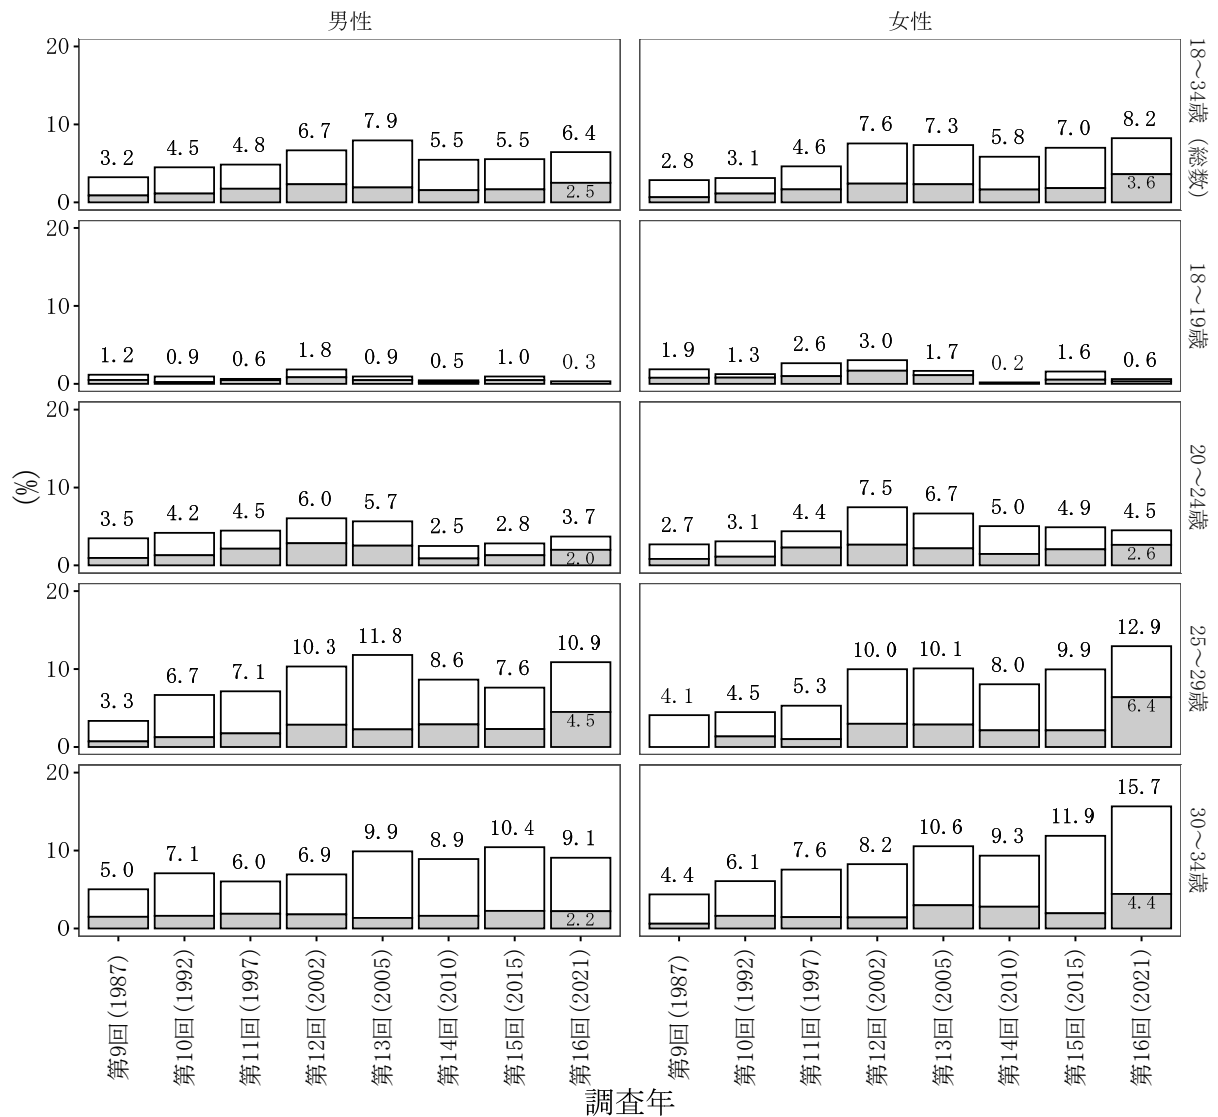 男性
女性
20
10
0
3.2 4.5 4.8 6.7 7.9 5.5 5.5 6.4
2.5
2.8 3.1 4.6 7.6 7.3 5.8 7.0 8.2
3.6
18～34歳（総数）
20
10
0
1.2 0.9 0.6 1.8 0.9 0.5 1.0 0.3
1.9 1.3 2.6 3.0 1.7 0.2 1.6 0.6
18～19歳
(%)
20
10
0
3.5 4.2 4.5 6.0 5.7 2.5 2.8 3.7
2.0
2.7 3.1 4.4 7.5 6.7 5.0 4.9 4.5
2.6
20～24歳
20
10
0
3.3 6.7 7.1 10.3 11.8 8.6 7.6 10.9
4.5
4.1 4.5 5.3 10.0 10.1 8.0 9.9 12.9
6.4
25～29歳
20
10
0
5.0 7.1 6.0 6.9 9.9 8.9 10.4 9.1
2.2
4.4 6.1 7.6 8.2 10.6 9.3 11.9 15.7
4.4
30～34歳
第9回(1987)
第10回(1992)
第11回(1997)
第12回(2002)
第13回(2005)
第14回(2010)
第15回(2015)
第16回(2021)
第9回(1987)
第10回(1992)
第11回(1997)
第12回(2002)
第13回(2005)
第14回(2010)
第15回(2015)
第16回(2021)
調査年